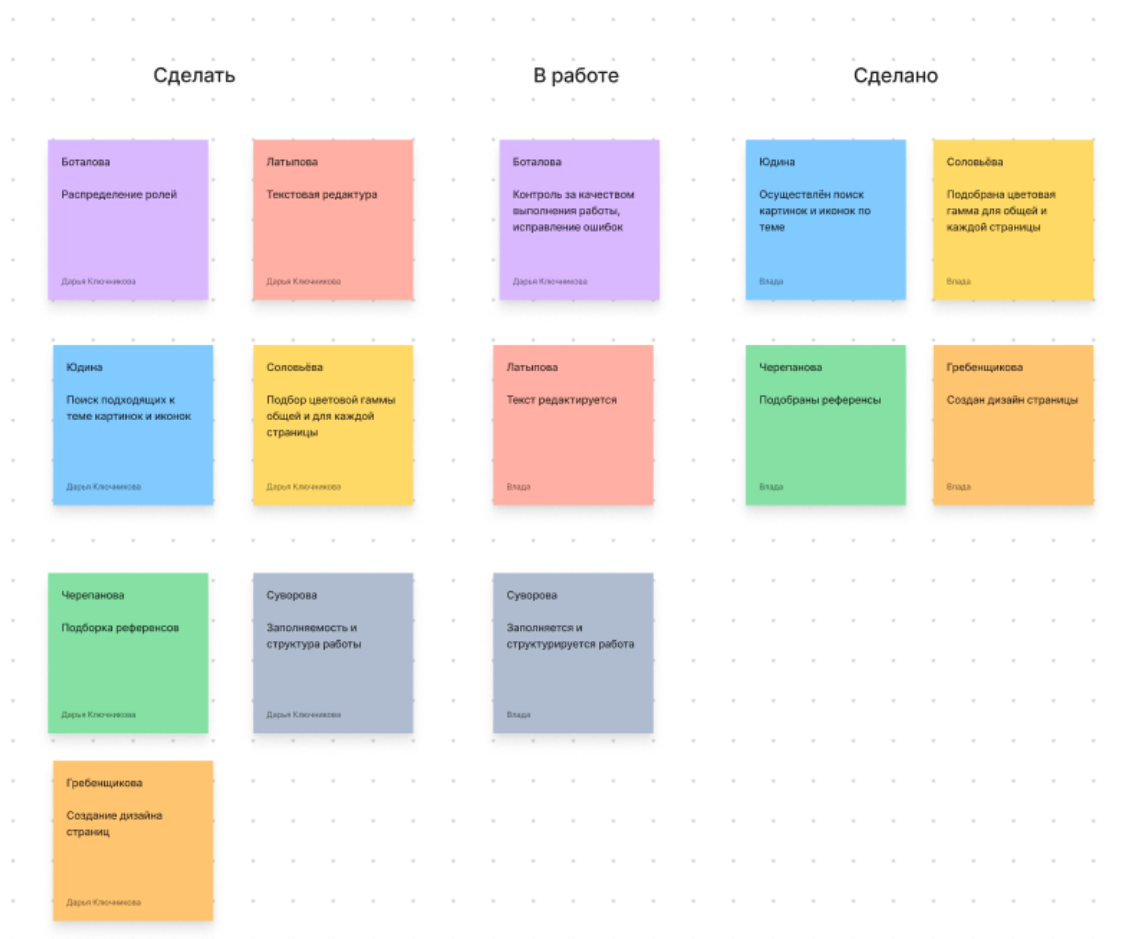 Сделать
В работе
Сделано
Боталова
Распределение ролей
Дарья Ключникова
Латыпова
Текстовая редактура
Дарья Ключникова
Боталова
Контроль за качеством
выполнения работы,
исправление ошибок
Дарья Ключникова
Юдина
Осуществлён поиск
картинок и иконок по
теме
Влада
Соловьёва
Подобрана цветовая
гамма для общей и
каждой страницы
Влада
Юдина
Поиск подходящих к
теме картинок и иконок
Дарья Ключникова
Соловьёва
Подбор цветовой гаммы
общей и для каждой
страницы
Дарья Ключникова
Латыпова
Текст редактируется
Влада
Черепанова
Подобраны референсы
Влада
Гребенщикова
Создан дизайн страницы
Влада
Черепанова
Подборка референсов
Дарья Ключникова
Суворова
Заполняемость и
структура работы
Дарья Ключникова
Суворова
Заполняется и
структурируется работа
Влада
Гребенщикова
Создание дизайна
страниц
Дарья Ключникова